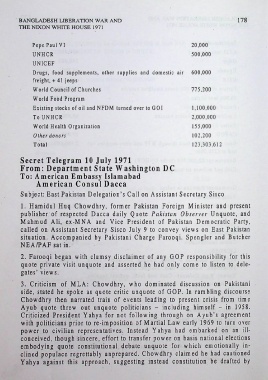 BANGLADESH LIBERATION WAR AND
THE NIXON WHITE HOUSE 1971
178
Pope Paul VI 20,000
UNHCR 500,000
UNICEF
Drugs, food supplements, other supplies and domestic air 600,000
freight, + 41 jeeps
World Council of Churches 775,200
World Food Program
Existing stocks of oil and NFDM turned over to GOI 1,100,000
To UNHCR 2,000,000
World Health Organization 155,000
Other donors 102,200
Total 123,303,612
Secret Telegram 10 July 1971
From: Department State Washington DC
To: American Embassy Islamabad
American Consul Dacca
Subject: East Pakistan Delegation's Call on Assistant Secretary Sisco
1. Hamidul Huq Chowdhry, former Pakistan Foreign Minister and present
publisher of respected Dacca daily Quote Pakistan Observer Unquote, and
Mahmud Ali, ex-MNA and Vice President of Pakistan Democratic Party,
called on Assistant Secretary Sisco July 9 to convey views on East Pakistan
situation. Accompanied by Pakistani Charge Farooqi. Spengler and Butcher
NEA/PAF sat in.
2. Farooqi began with clumsy disclaimer of any GOP responsibility for this
quote private visit unquote and asserted he had only come to listen to dele-
gates' views.
3. Criticism of MLA: Chowdhry, who dominated discussion on Pakistani
side, stated he spoke as quote critic unquote of GOP. In rambling discourse
Chowdhry then narrated train of events leading to present crisis from time
Ayub quote threw out unquote politicians – including himself – in 1958.
Criticized President Yahya for not following through on Ayub's agreement
with politicians prior to re-imposition of Martial Law early 1969 to turn over
power to civilian representatives. Instead Yahya had embarked on an ill-
conceived, though sincere, effort to transfer power on basis national elections
embodying quote constitutional debate unquote for which emotionally in-
clined populace regrettably unprepared. Chowdhry claimed he had cautioned
Yahya against this approach, suggesting instead constitution be drafted by